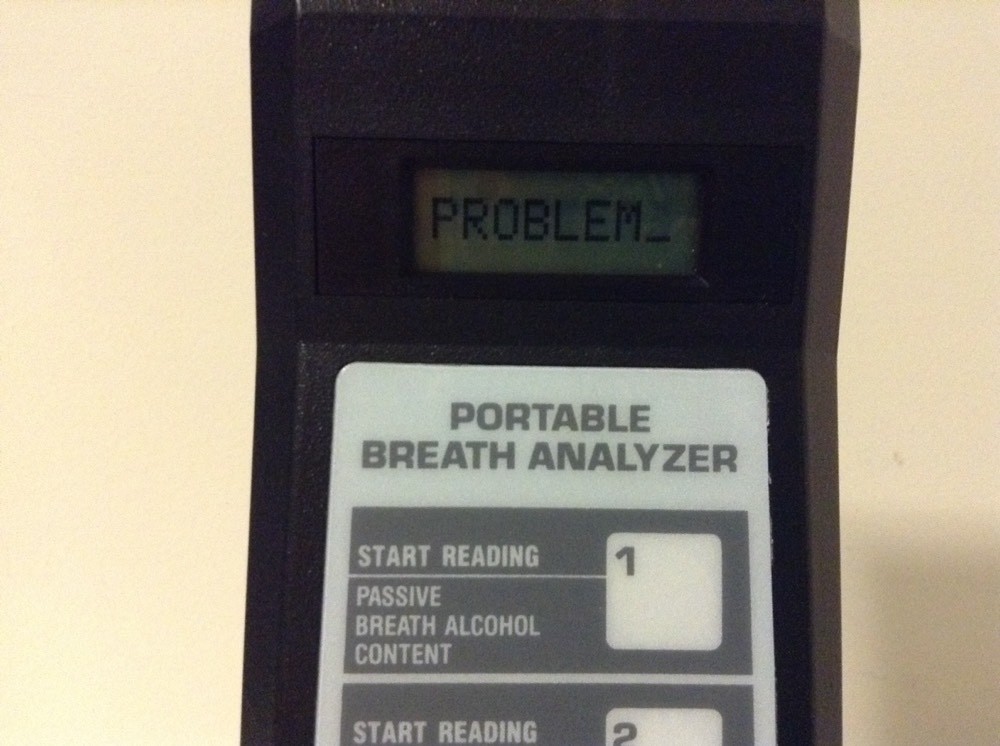 PROBLEM_
PORTABLE
BREATH ANALYZER
START READING
1
PASSIVE
BREATH ALCOHOL
CONTENT
START READING
2